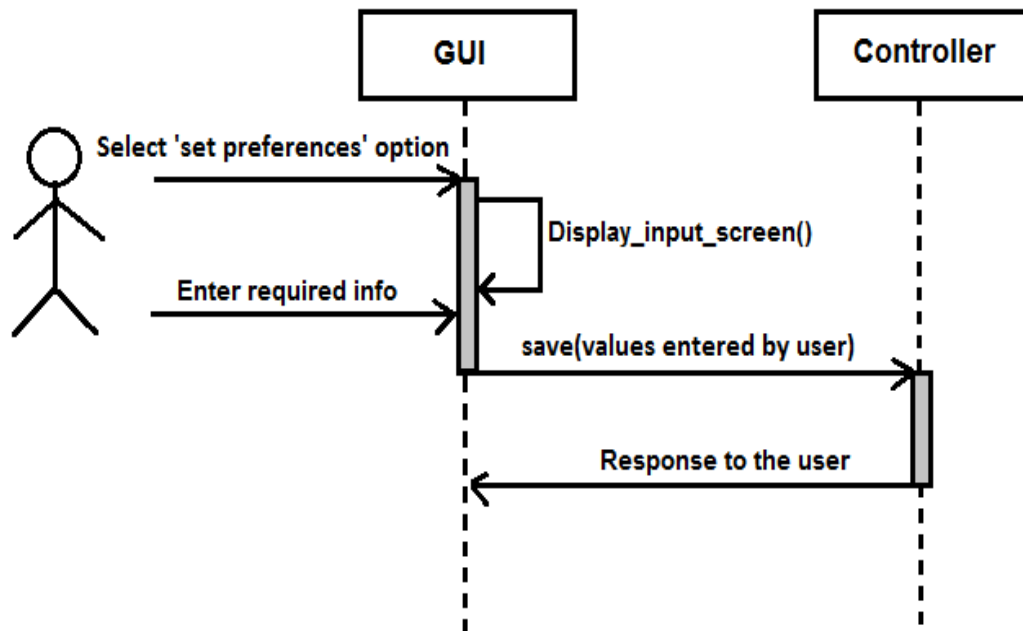 GUI
Controller
Select 'set preferences' option
Display_input_screen()
Enter required info
save(values entered by user)
Response to the user